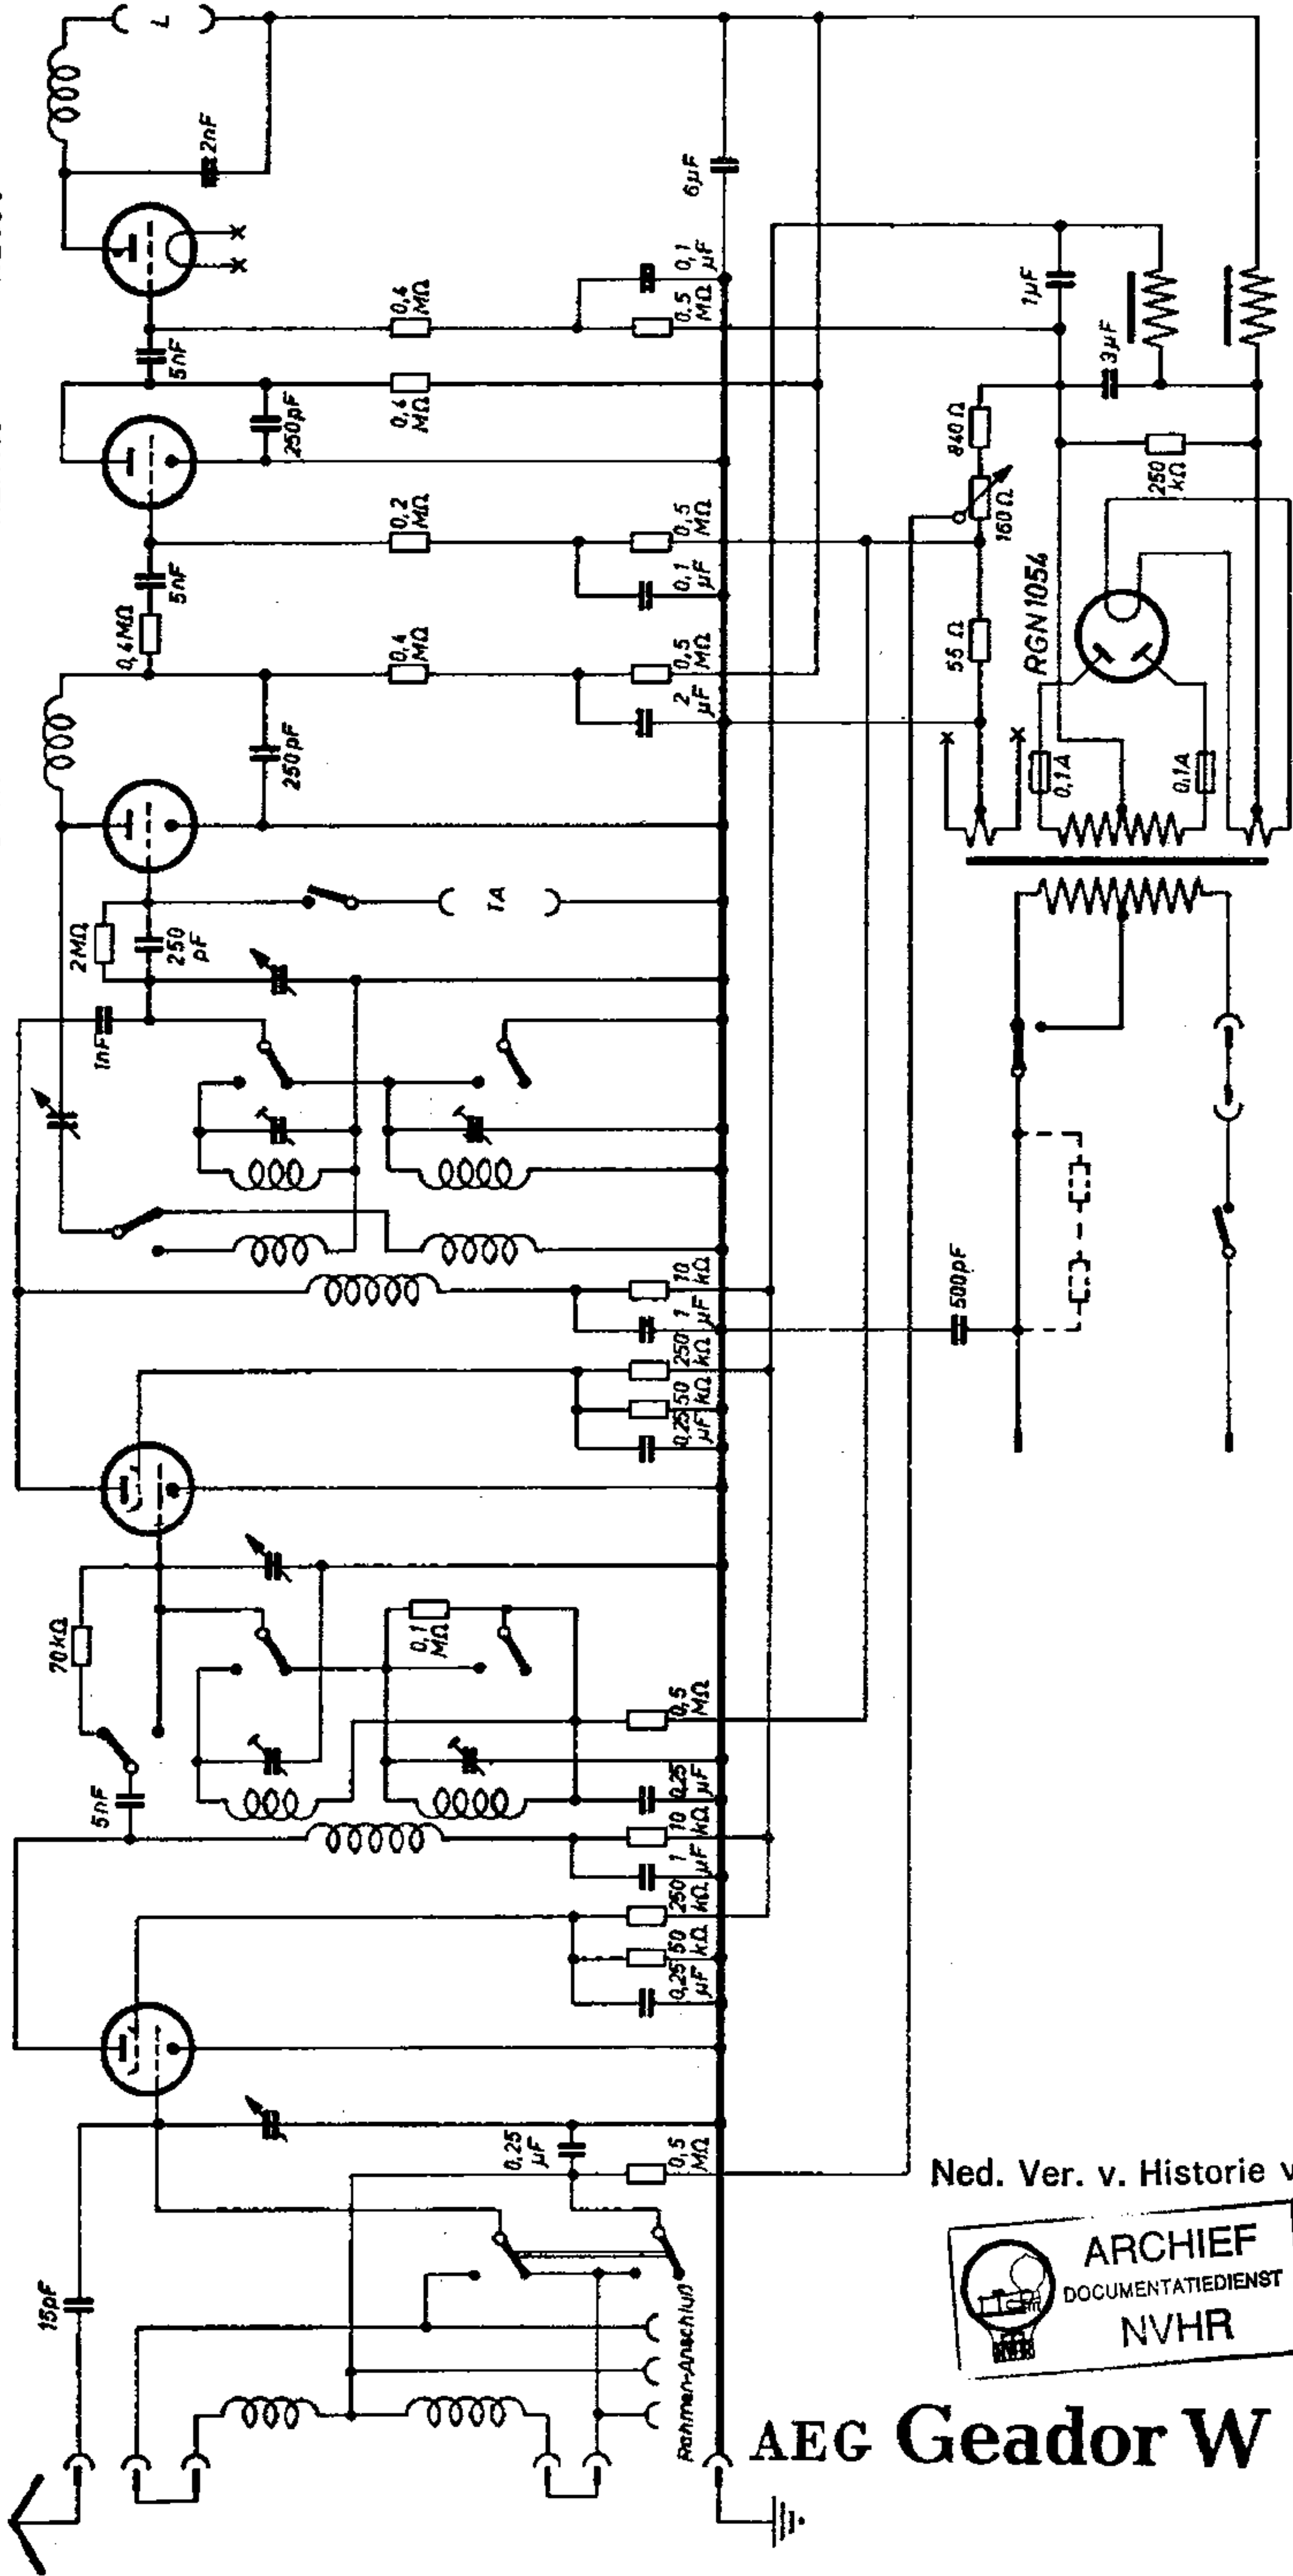 15pF
5nF
70kΩ
1nF
2MΩ
250 pF
0,4MΩ
5nF
5nF
2nF
L
TA
250pF
250pF
0,25 µF
0,1 MΩ
0,4 MΩ
0,2 MΩ
0,4 MΩ
0,4 MΩ
Rahmen-Anschluß
0,5 MΩ
0,25 µF
50 kΩ
250 kΩ
1 µF
10 kΩ
0,25 µF
0,5 MΩ
0,25 µF
50 kΩ
250 kΩ
1 µF
10 kΩ
2 µF
0,5 MΩ
0,1 µF
0,5 MΩ
0,5 MΩ
0,1 µF
6µF
500pF
55 Ω
160 Ω
840 Ω
1µF
3µF
RGN 1054
250 kΩ
0,1A
0,1A
Ned. Ver. v. Historie v
ARCHIEF
DOCUMENTATIEDIENST
NVHR
AEG Geador W